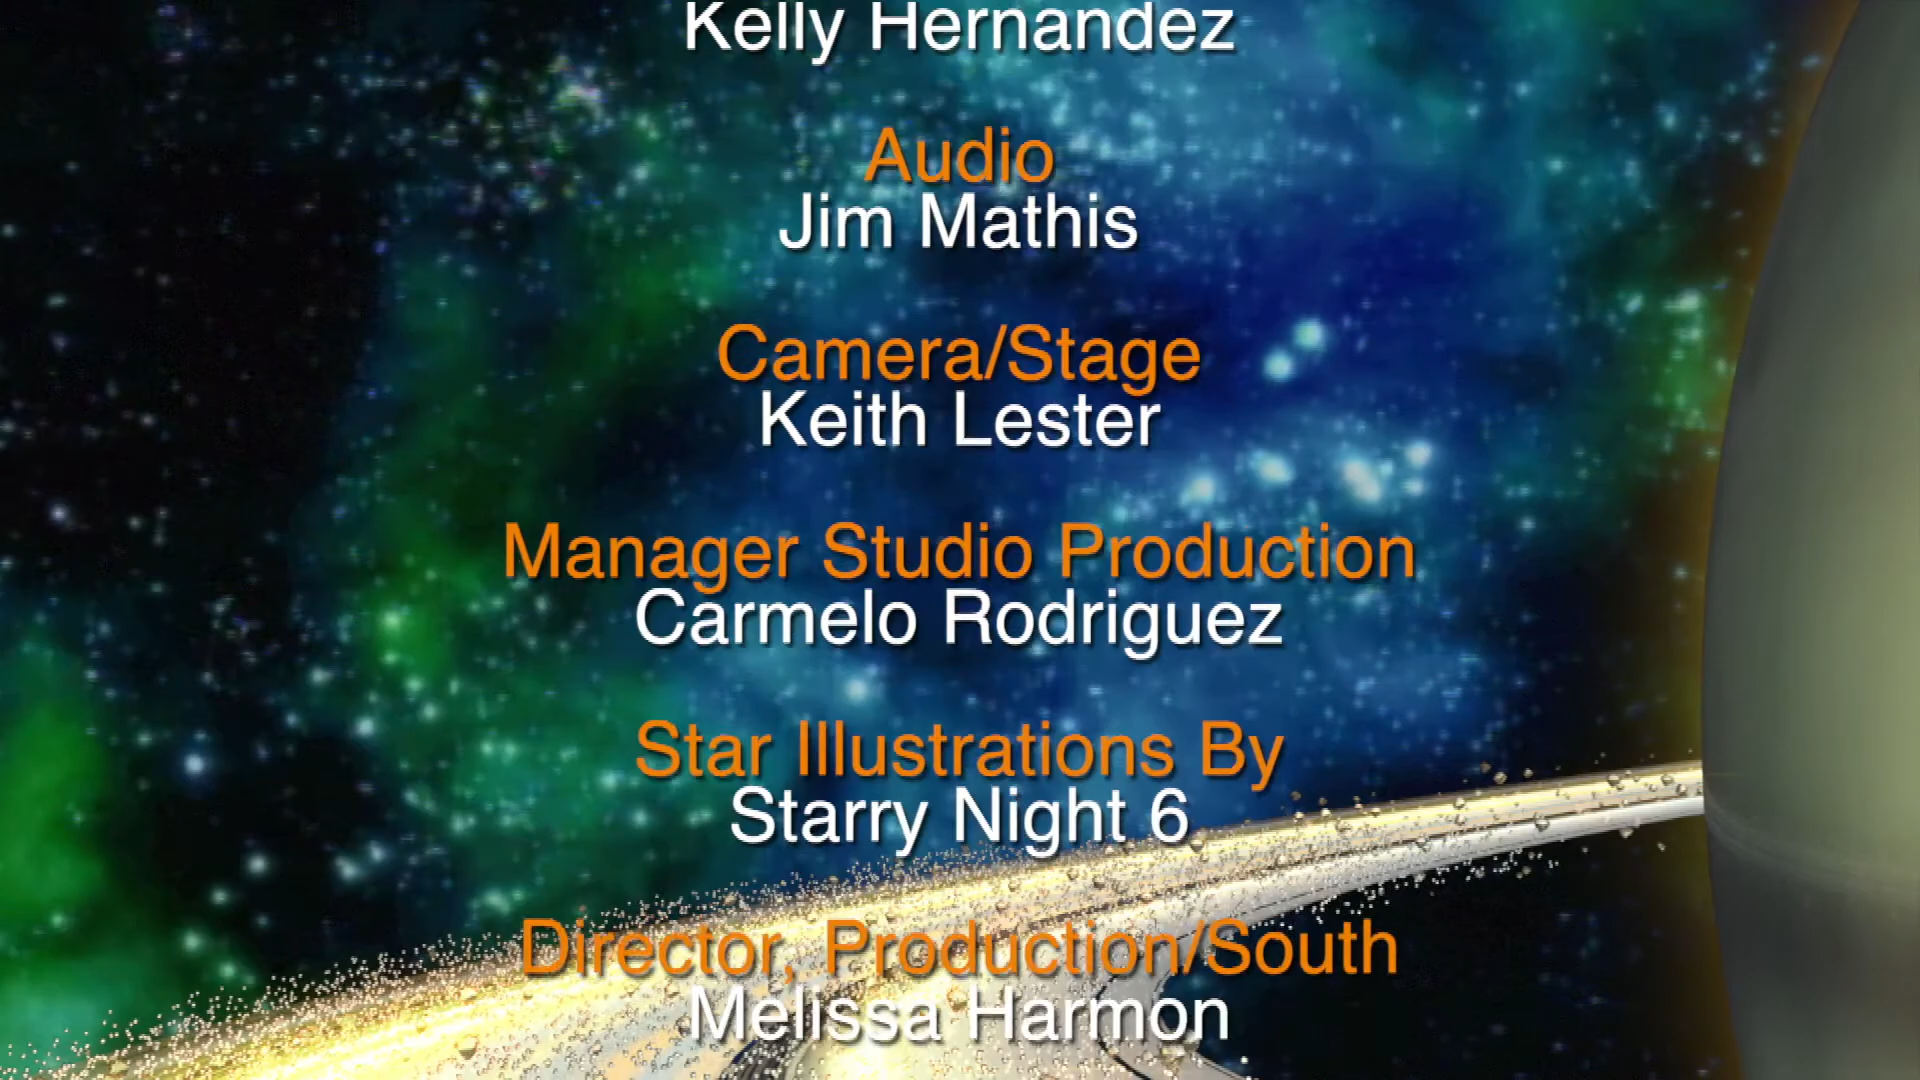 Kelly Hernandez
Audio
Jim Mathis
Camera/Stage
Keith Lester
Manager Studio Production
Carmelo Rodriguez
Star Illustrations By
Starry Night 6
Director, Production/South
Melissa Harmon